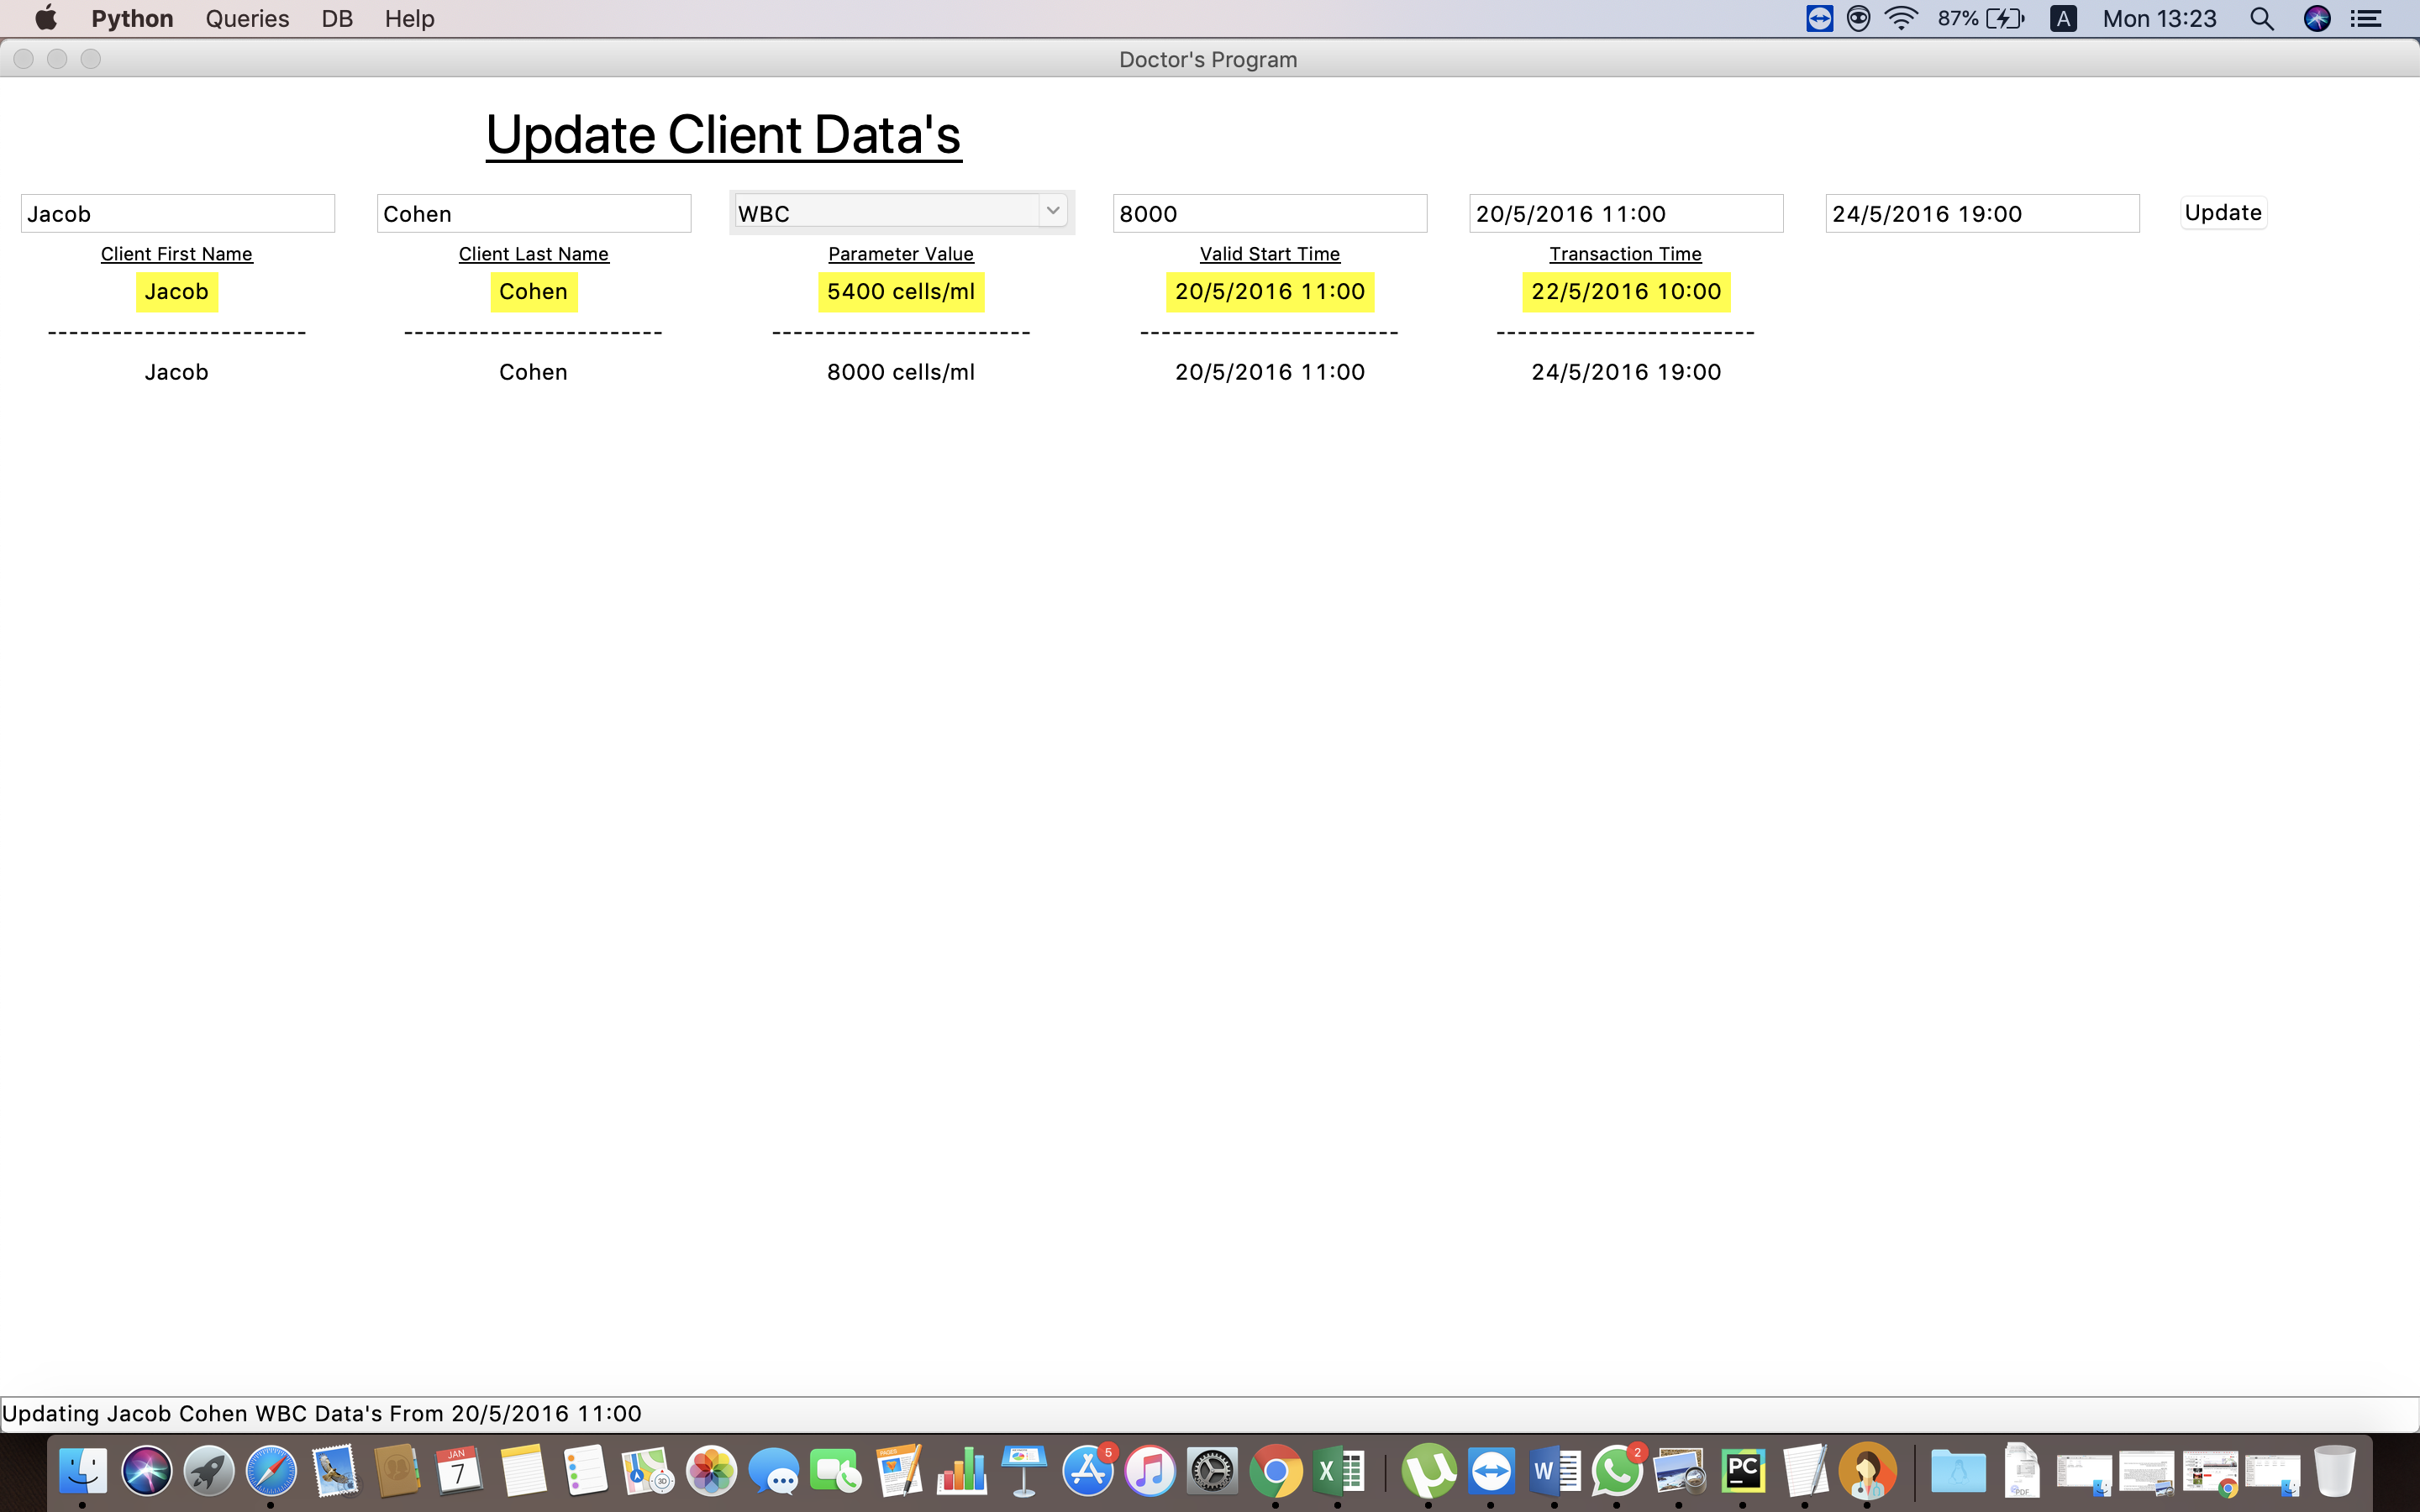 Python Queries DB Help 87% A Mon 13:23
Doctor's Program
Update Client Data's
Jacob Cohen WBC 8000 20/5/2016 11:00 24/5/2016 19:00 Update
Client First Name Client Last Name Parameter Value Valid Start Time Transaction Time
Jacob Cohen 5400 cells/ml 20/5/2016 11:00 22/5/2016 10:00
------------------------ ------------------------ ------------------------ ------------------------ ------------------------
Jacob Cohen 8000 cells/ml 20/5/2016 11:00 24/5/2016 19:00
Updating Jacob Cohen WBC Data's From 20/5/2016 11:00
JAN 7 3D PAGES 5 X W 2 PC PDF